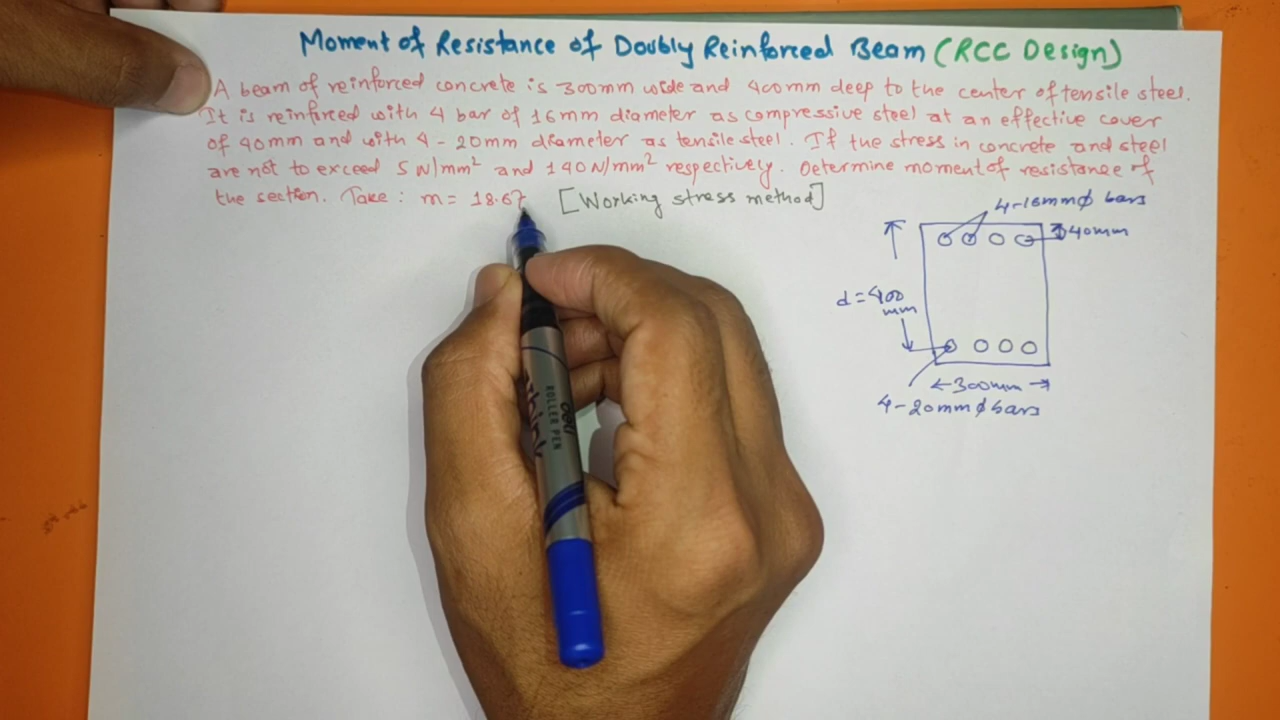 Moment of Resistance of Doubly Reinforced Beam (RCC Design)
A beam of reinforced concrete is 300mm wide and 400mm deep to the center of tensile steel.
It is reinforced with 4 bar of 16mm diameter as compressive steel at an effective cover
of 40mm and with 4-20mm diameter as tensile steel. If the stress in concrete and steel
are not to exceed 5 N/mm² and 140 N/mm² respectively. Determine moment of resistance of
the section. Take : m = 18.67 [Working stress method]
4-16mmϕ bars
40mm
d=400
mm
300mm
4-20mmϕbars
deli
ROLLER PEN